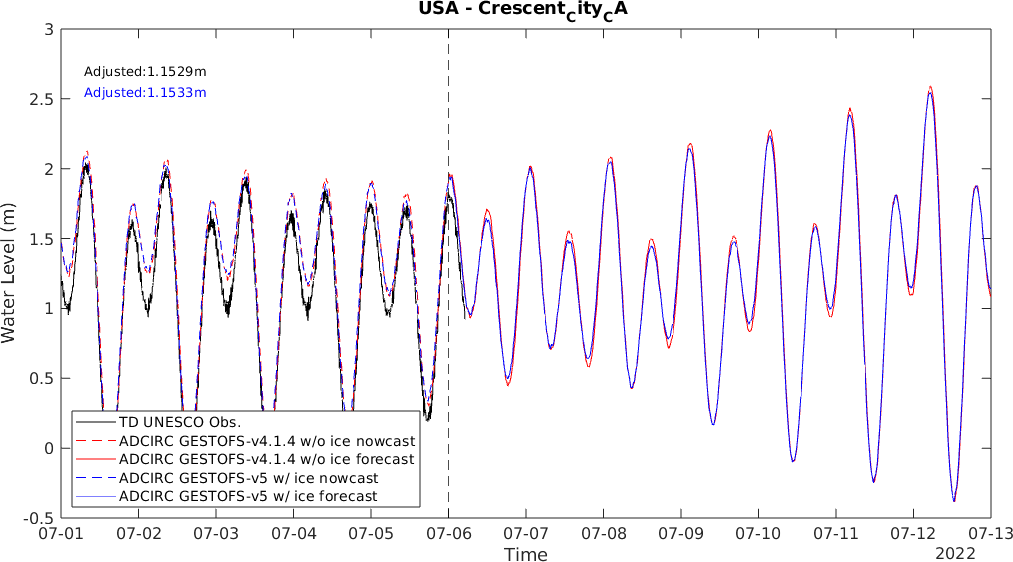 USA - Crescent_City_CA
Adjusted:1.1529m
Adjusted:1.1533m
3
2.5
2
1.5
1
0.5
0
-0.5
Water Level (m)
TD UNESCO Obs.
ADCIRC GESTOFS-v4.1.4 w/o ice nowcast
ADCIRC GESTOFS-v4.1.4 w/o ice forecast
ADCIRC GESTOFS-v5 w/ ice nowcast
ADCIRC GESTOFS-v5 w/ ice forecast
07-01 07-02 07-03 07-04 07-05 07-06 07-07 07-08 07-09 07-10 07-11 07-12 07-13
Time
2022